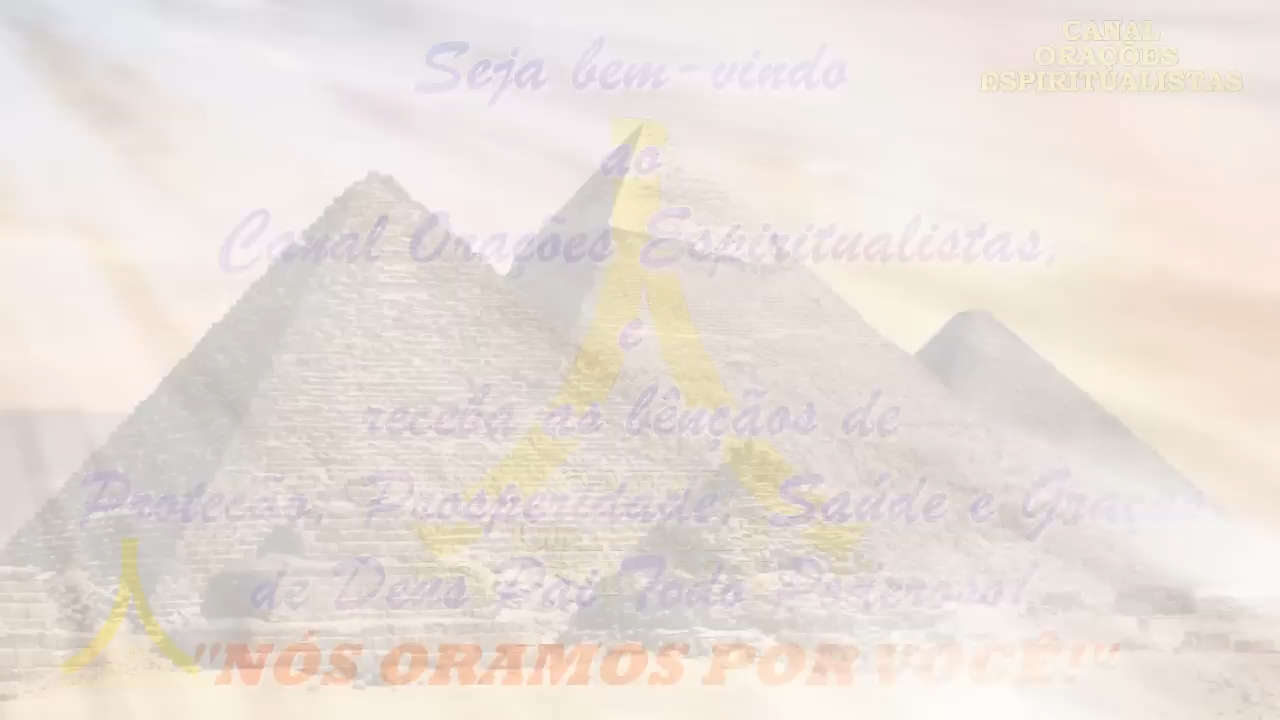 CANAL
ORAÇÕES
ESPIRITUALISTAS
Seja bem-vindo
ao
Canal Orações Espiritualistas,
e
receba as bênçãos de
Proteção, Prosperidade, Saúde e
de Deus Pai Todo Poderoso!
"NÓS ORAMOS POR VOCÊ!"